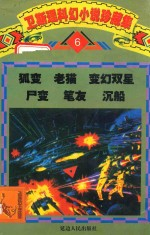 卫斯理科幻小说珍藏集
6
狐变 老猫 变幻双星
尸变 笔友 沉船
延边人民出版社